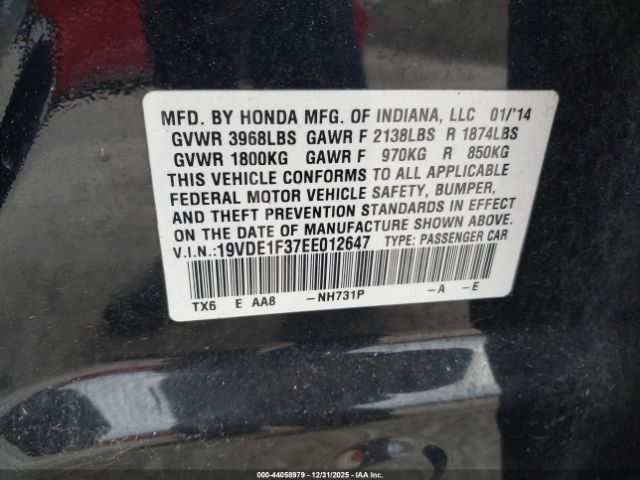 MFD. BY HONDA MFG. OF INDIANA, LLC 01/'14
GVWR 3968LBS GAWR F 2138LBS R 1874LBS
GVWR 1800KG GAWR F 970KG R 850KG
THIS VEHICLE CONFORMS TO ALL APPLICABLE
FEDERAL MOTOR VEHICLE SAFETY, BUMPER,
AND THEFT PREVENTION STANDARDS IN EFFECT
ON THE DATE OF MANUFACTURE SHOWN ABOVE.
V.I.N.:19VDE1F37EE012647 TYPE: PASSENGER CAR
TX6 E AA8 -NH731P -A -E
000-44058979 - 12/31/2025 - IAA Inc.